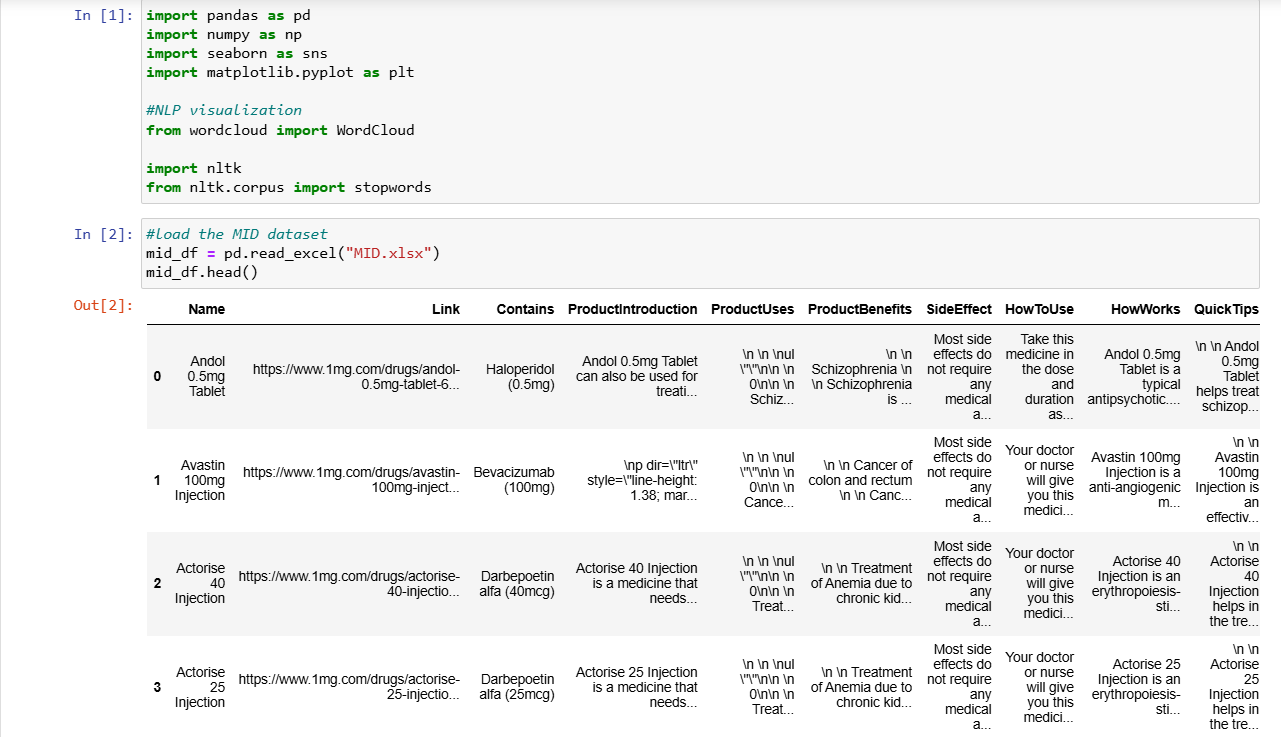 In [1]: import pandas as pd
import numpy as np
import seaborn as sns
import matplotlib.pyplot as plt
#NLP visualization
from wordcloud import WordCloud
import nltk
from nltk.corpus import stopwords
In [2]: #load the MID dataset
mid_df = pd.read_excel("MID.xlsx")
mid_df.head()
Out[2]:
Name Link Contains ProductIntroduction ProductUses ProductBenefits SideEffect HowToUse HowWorks QuickTips
0
Andol
0.5mg
Tablet
https://www.1mg.com/drugs/andol-
0.5mg-tablet-6...
Haloperidol
(0.5mg)
Andol 0.5mg Tablet
can also be used for
treati...
\n \n \nul
\"\"\n\n \n
0\n\n \n
Schiz...
\n \n
Schizophrenia \n
\n Schizophrenia
is ...
Most side
effects do
not require
any
medical
a...
Take this
medicine in
the dose
and
duration
as...
Andol 0.5mg
Tablet is a
typical
antipsychotic....
\n \n Andol
0.5mg
Tablet
helps treat
schizop...
1
Avastin
100mg
Injection
https://www.1mg.com/drugs/avastin-
100mg-inject...
Bevacizumab
(100mg)
\np dir=\"ltr\"
style=\"line-height:
1.38; mar...
\n \n \nul
\"\"\n\n \n
0\n\n \n
Cance...
\n \n Cancer of
colon and rectum
\n \n Canc...
Most side
effects do
not require
any
medical
a...
Your doctor
or nurse
will give
you this
medici...
Avastin 100mg
Injection is a
anti-angiogenic
m...
\n \n
Avastin
100mg
Injection is
an
effectiv...
2
Actorise
40
Injection
https://www.1mg.com/drugs/actorise-
40-injectio...
Darbepoetin
alfa (40mcg)
Actorise 40 Injection
is a medicine that
needs...
\n \n \nul
\"\"\n\n \n
0\n\n \n
Treat...
\n \n Treatment
of Anemia due to
chronic kid...
Most side
effects do
not require
any
medical
a...
Your doctor
or nurse
will give
you this
medici...
Actorise 40
Injection is an
erythropoiesis-
sti...
\n \n
Actorise
40
Injection
helps in
the tre...
3
Actorise
25
Injection
https://www.1mg.com/drugs/actorise-
25-injectio...
Darbepoetin
alfa (25mcg)
Actorise 25 Injection
is a medicine that
needs...
\n \n \nul
\"\"\n\n \n
0\n\n \n
Treat...
\n \n Treatment
of Anemia due to
chronic kid...
Most side
effects do
not require
any
medical
a...
Your doctor
or nurse
will give
you this
medici...
Actorise 25
Injection is an
erythropoiesis-
sti...
\n \n
Actorise
25
Injection
helps in
the tre...